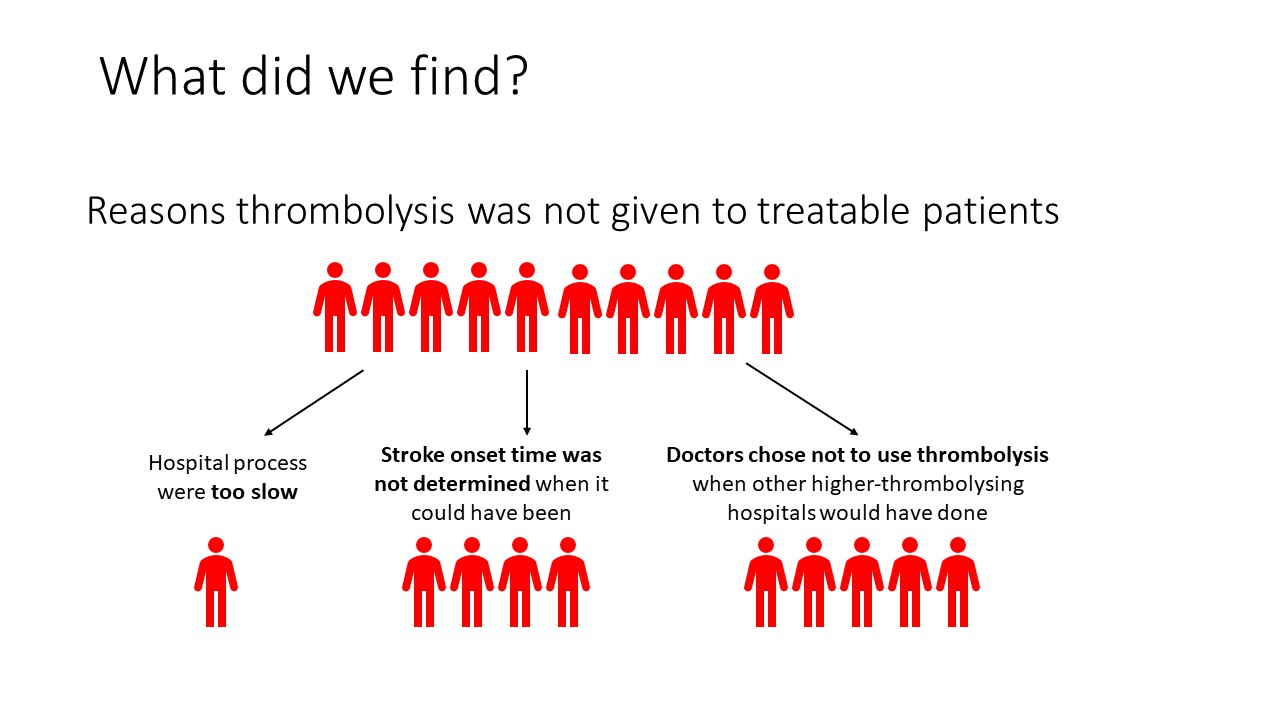 What did we find?
Reasons thrombolysis was not given to treatable patients
Hospital process
were too slow
Stroke onset time was
not determined when it
could have been
Doctors chose not to use thrombolysis
when other higher-thrombolysing
hospitals would have done